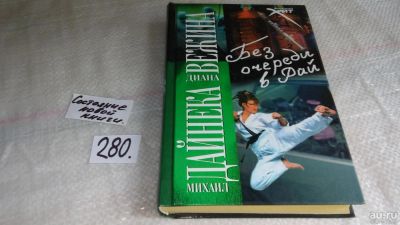 Состояние
новой
книги.
280.
МИХАИЛ ДАЙНЕКА
ДИАНА ВЕЖИНА
Без
очереди
в Рай
au.ru